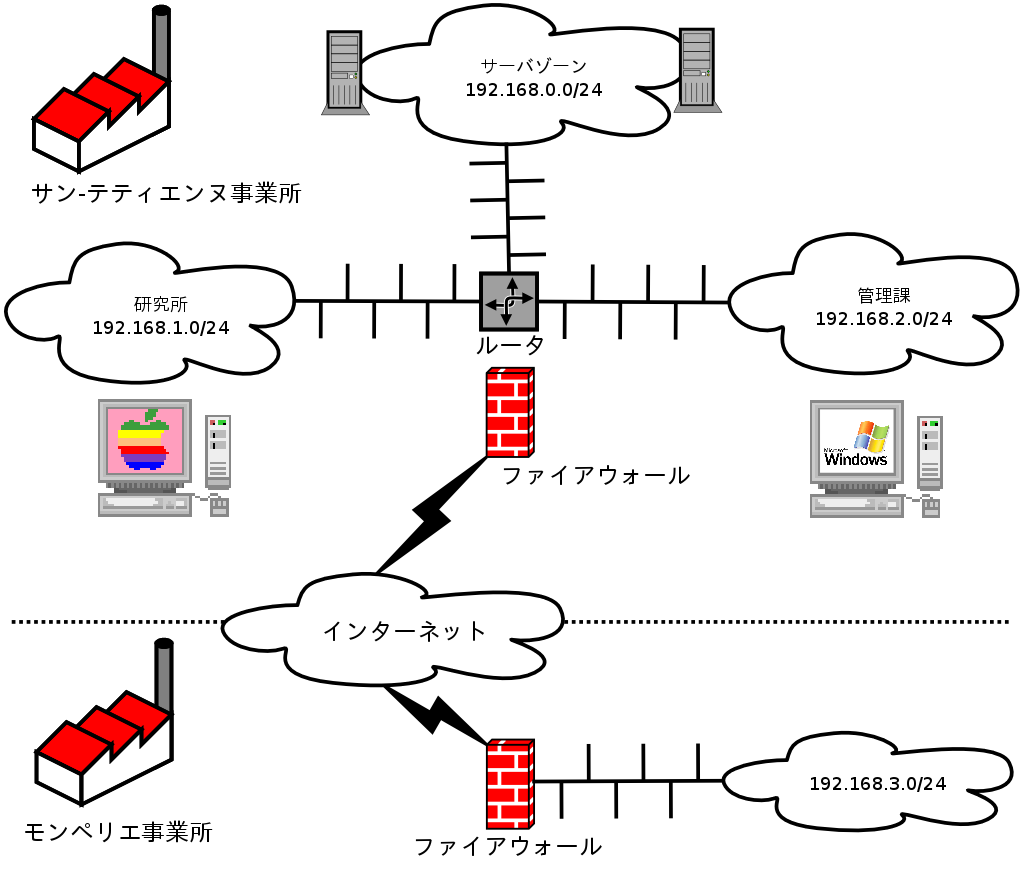 サーバゾーン
192.168.0.0/24
サン-テティエンヌ事業所
研究所
192.168.1.0/24
管理課
192.168.2.0/24
ルータ
ファイアウォール
Microsoft
Windows
インターネット
192.168.3.0/24
モンペリエ事業所
ファイアウォール